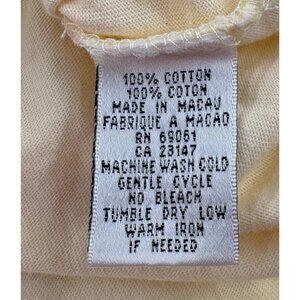 100% COTTON
100% COTON
MADE IN MACAU
FABRIQUE A MACAO
RN 69061
CA 23147
MACHINE WASH COLD
GENTLE CYCLE
NO BLEACH
TUMBLE DRY LOW
WARM IRON
IF NEEDED